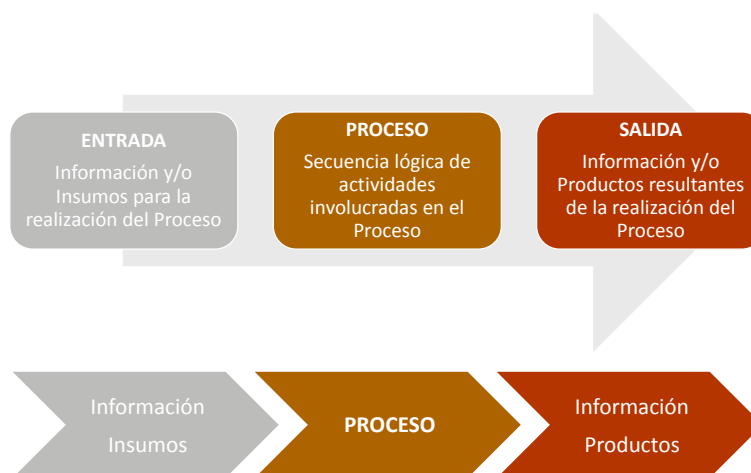 ENTRADA
Información y/o
Insumos para la
realización del Proceso
PROCESO
Secuencia lógica de
actividades
involucradas en el
Proceso
SALIDA
Información y/o
Productos resultantes
de la realización del
Proceso
Información
Insumos
PROCESO
Información
Productos